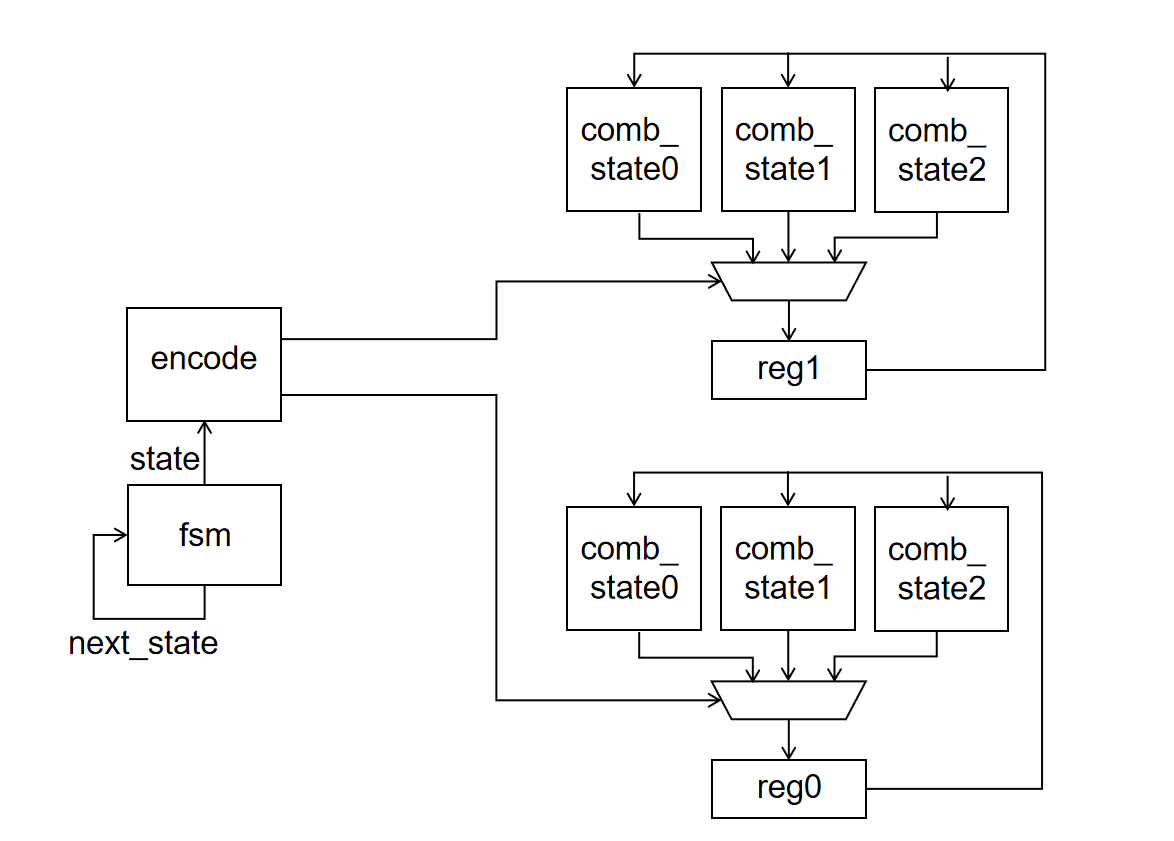 comb_
state0
comb_
state1
comb_
state2
encode
reg1
state
fsm
next_state
comb_
state0
comb_
state1
comb_
state2
reg0